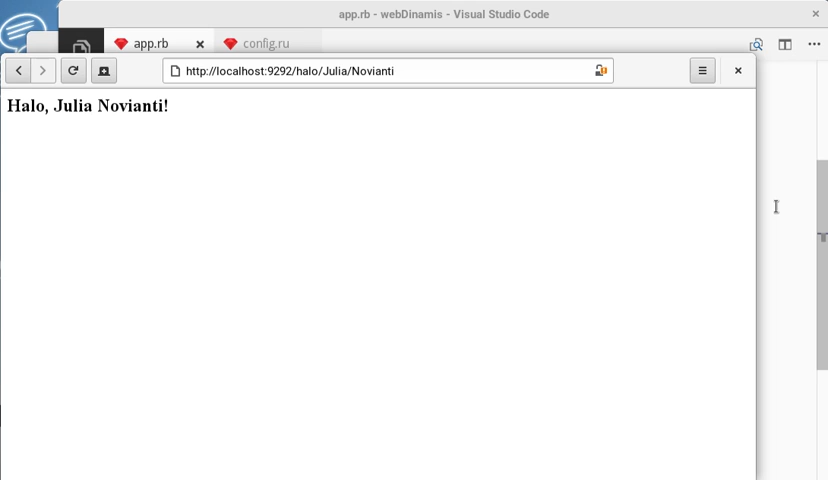 app.rb - webDinamis - Visual Studio Code
app.rb
config.ru
http://localhost:9292/halo/Julia/Novianti
Halo, Julia Novianti!